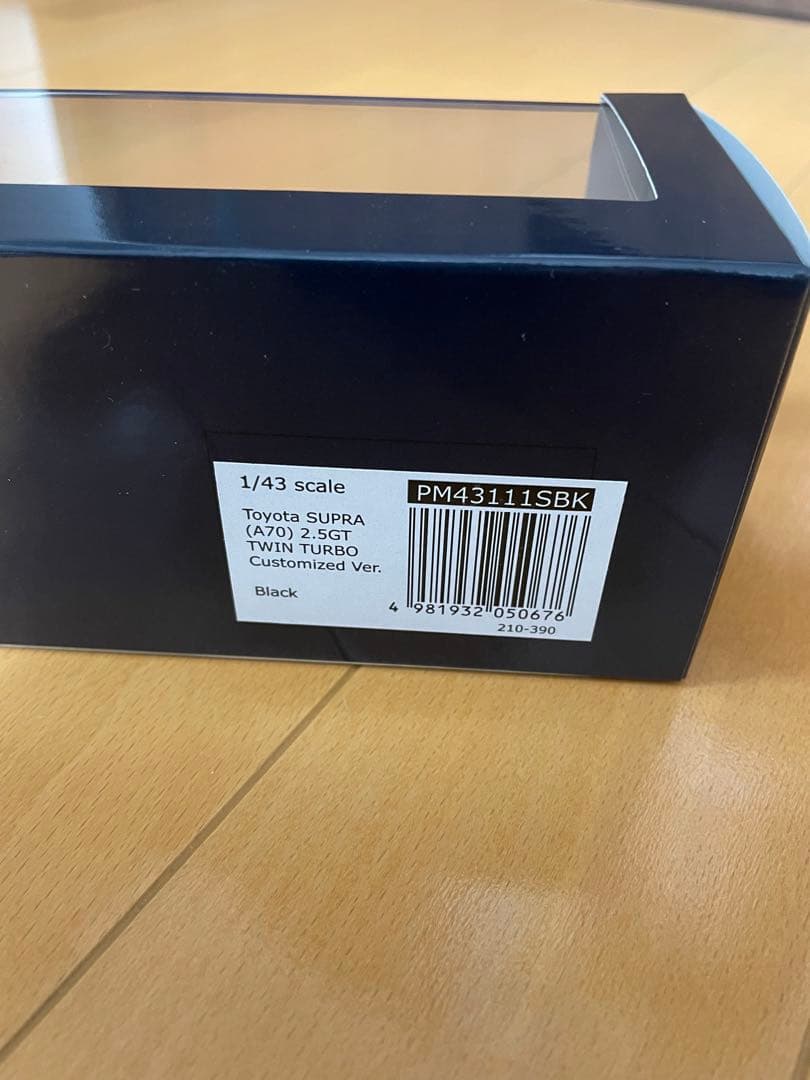 1/43 scale
PM43111SBK
Toyota SUPRA
(A70) 2.5GT
TWIN TURBO
Customized Ver.
Black
4 981932 050676
210-390